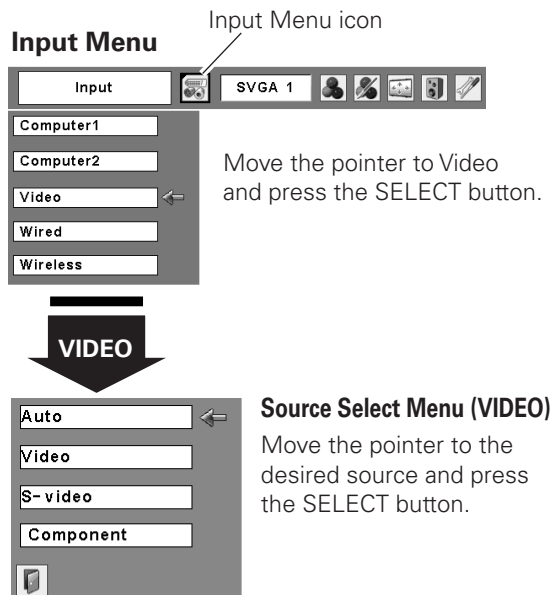 Input Menu icon
Input Menu
Input
SVGA 1
Computer1
Computer2
Video
Wired
Wireless
Move the pointer to Video
and press the SELECT button.
VIDEO
Auto
Video
S-video
Component
Source Select Menu (VIDEO)
Move the pointer to the
desired source and press
the SELECT button.